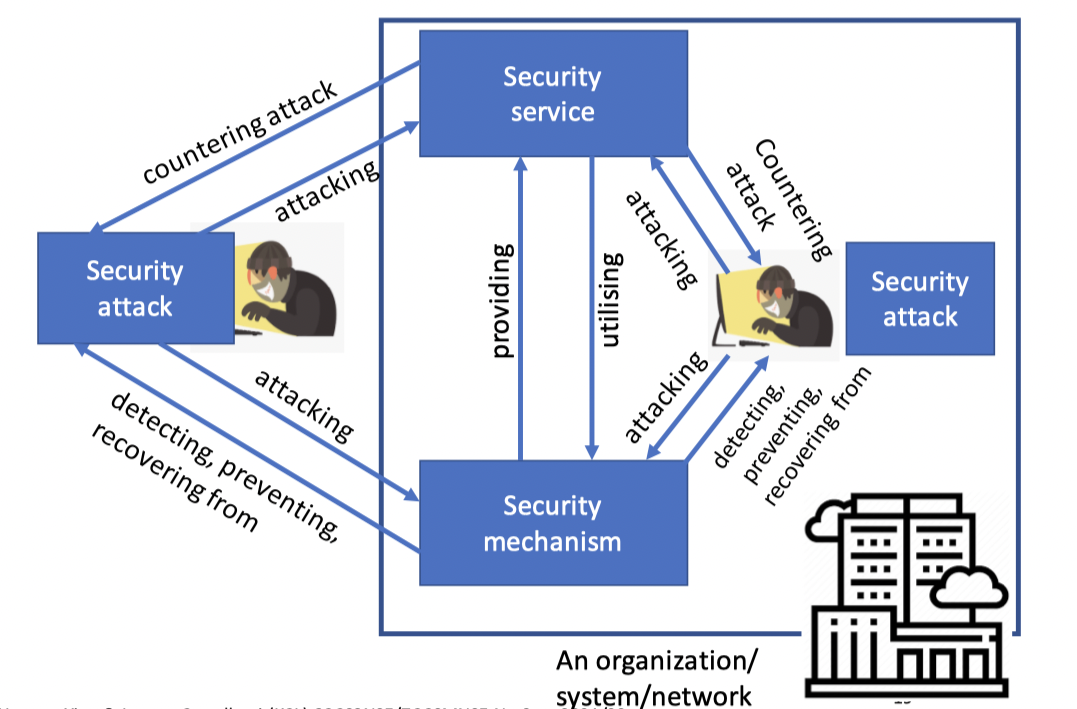 Security
service
countering attack
attacking
Countering
attack
attacking
Security
attack
providing
utilising
Security
attack
attacking
detecting, preventing,
recovering from
attacking
detecting,
preventing,
recovering from
Security
mechanism
An organization/
system/network